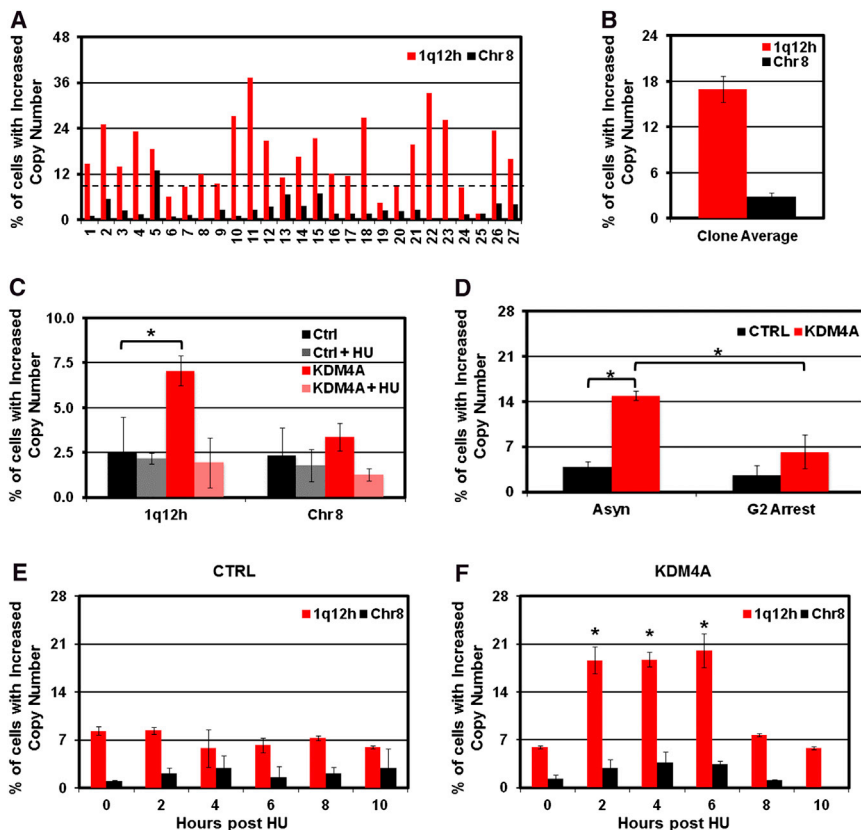 A
% of cells with Increased
Copy Number
48
36
24
12
0
1q12h Chr8
1 2 3 4 5 6 7 8 9 10 11 12 13 14 15 16 17 18 19 20 21 22 23 24 25 26 27
B
% of cells with Increased
Copy Number
24
18
12
6
0
1q12h
Chr8
Clone Average
C
% of cells with Increased
Copy Number
10.0
7.5
5.0
2.5
0.0
*
Ctrl
Ctrl + HU
KDM4A
KDM4A + HU
1q12h Chr8
D
% of cells with Increased
Copy Number
28
21
14
7
0
CTRL KDM4A
*
*
Asyn G2 Arrest
E
CTRL
% of cells with Increased
Copy Number
28
21
14
7
0
1q12h Chr8
0 2 4 6 8 10
Hours post HU
F
KDM4A
% of cells with Increased
Copy Number
28
21
14
7
0
1q12h Chr8
* * *
0 2 4 6 8 10
Hours post HU